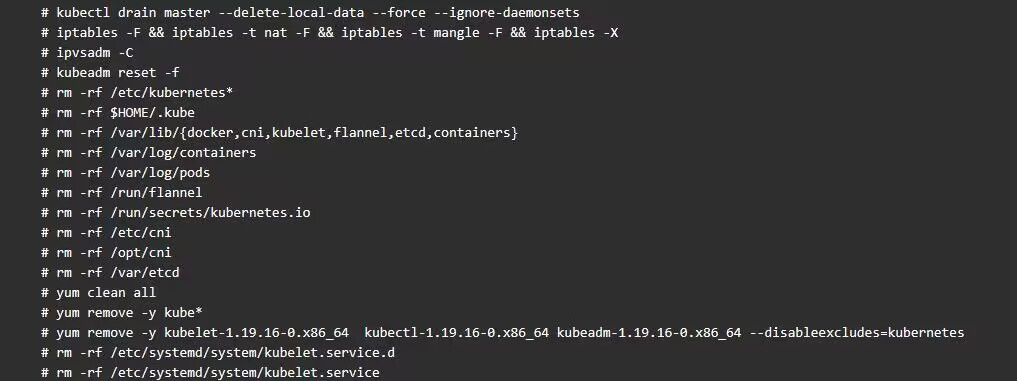 # kubectl drain master --delete-local-data --force --ignore-daemonsets
# iptables -F && iptables -t nat -F && iptables -t mangle -F && iptables -X
# ipvsadm -C
# kubeadm reset -f
# rm -rf /etc/kubernetes*
# rm -rf $HOME/.kube
# rm -rf /var/lib/{docker,cni,kubelet,flannel,etcd,containers}
# rm -rf /var/log/containers
# rm -rf /var/log/pods
# rm -rf /run/flannel
# rm -rf /run/secrets/kubernetes.io
# rm -rf /etc/cni
# rm -rf /opt/cni
# rm -rf /var/etcd
# yum clean all
# yum remove -y kube*
# yum remove -y kubelet-1.19.16-0.x86_64  kubectl-1.19.16-0.x86_64 kubeadm-1.19.16-0.x86_64 --disableexcludes=kubernetes
# rm -rf /etc/systemd/system/kubelet.service.d
# rm -rf /etc/systemd/system/kubelet.service